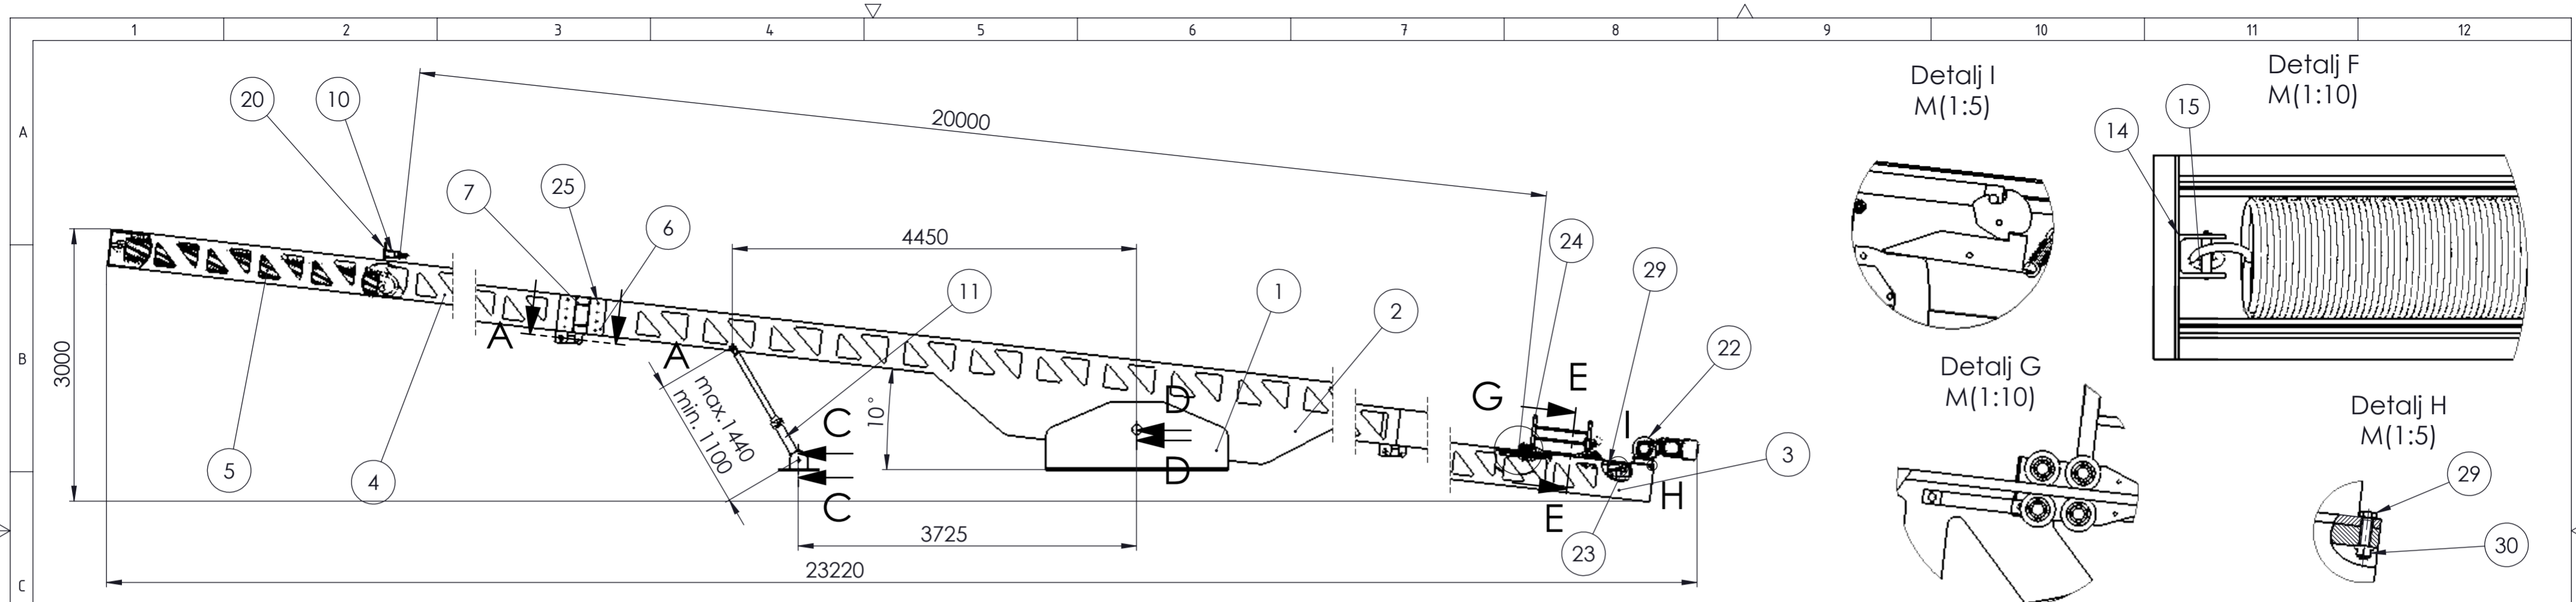 1 2 3 4 5 6 7 8 9 10 11 12
A
B
C
Detalj I
M(1:5)
Detalj F
M(1:10)
14
15
20
10
20000
7
25
6
4450
11
1
2
24
29
22
3000
A
A
max.1440
min. 1100
C
C
10°
D
D
G
E
I
E
H
3
5
4
3725
23
23220
Detalj G
M(1:10)
Detalj H
M(1:5)
29
30